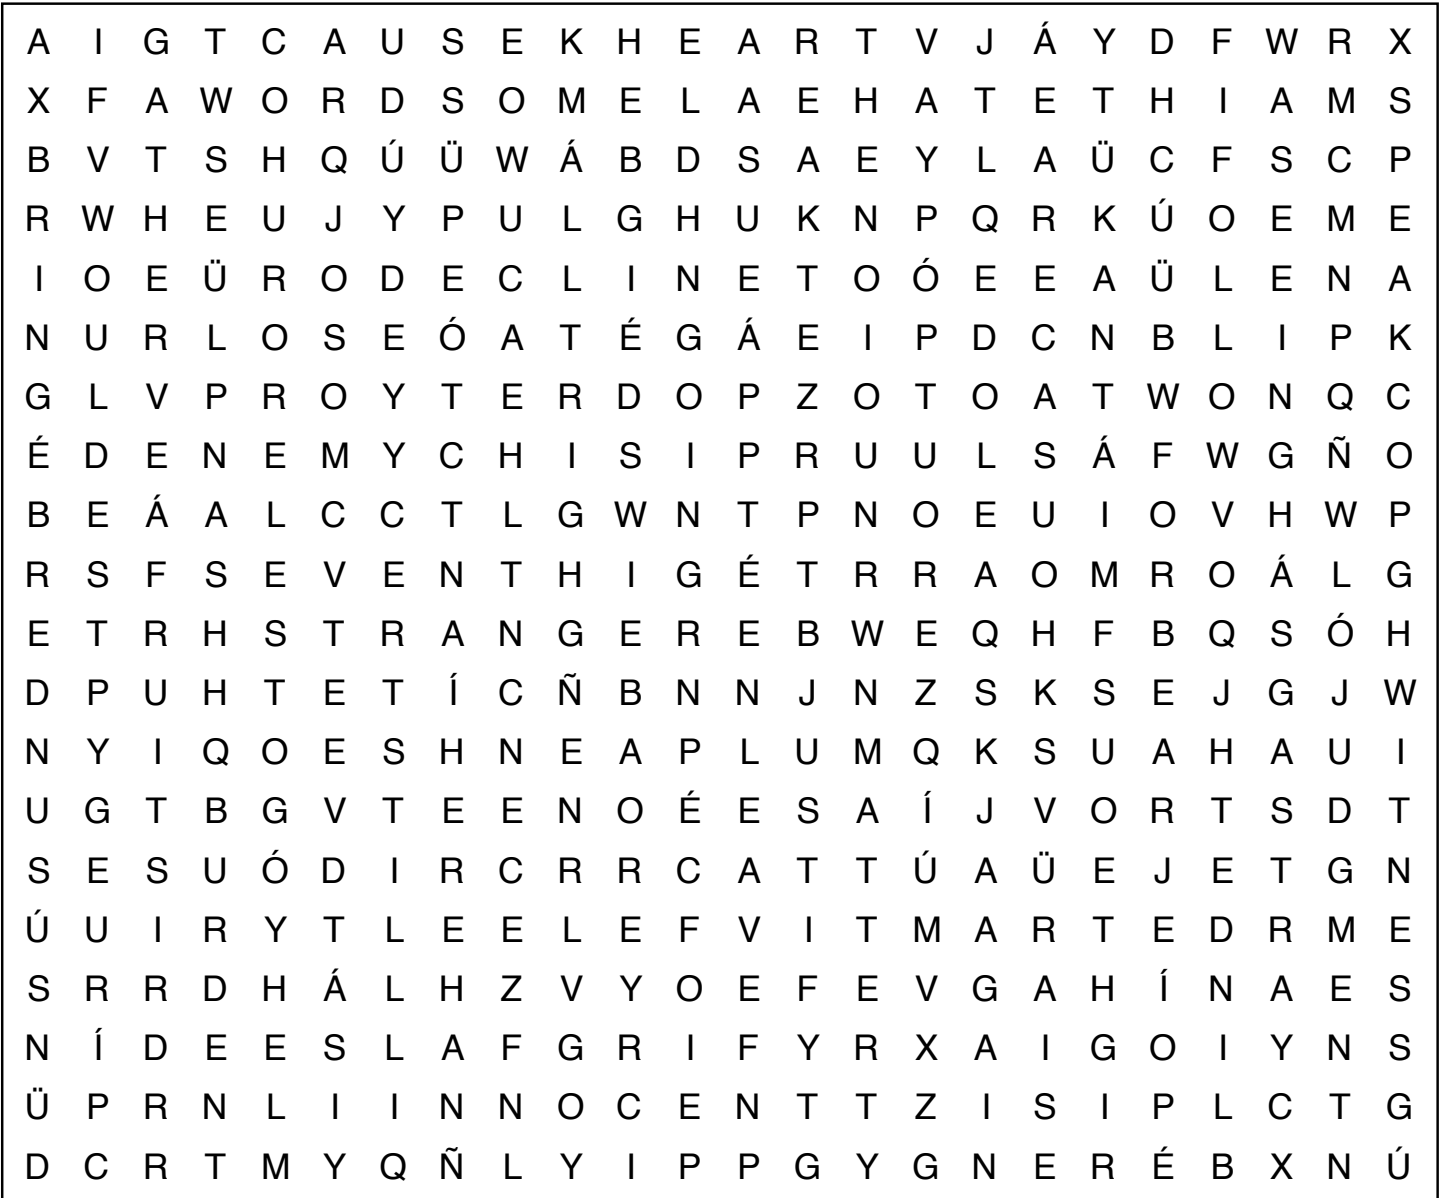 A I G T C A U S E K H E A R T V J Á Y D F W R X
X F A W O R D S O M E L A E H A T E T H I A M S
B V T S H Q Ú Ü W Á B D S A E Y L A Ü C F S C P
R W H E U J Y P U L G H U K N P Q R K Ú O E M E
I O E Ü R O D E C L I N E T O Ó E E A Ü L E N A
N U R L O S E Ó A T É G Á E I P D C N B L I P K
G L V P R O Y T E R D O P Z O T O A T W O N Q C
É D E N E M Y C H I S I P R U U L S Á F W G Ñ O
B E Á A L C C T L G W N T P N O E U I O V H W P
R S F S E V E N T H I G É T R R A O M R O Á L G
E T R H S T R A N G E R E B W E Q H F B Q S Ó H
D P U H T E T Í C Ñ B N N J N Z S K S E J G J W
N Y I Q O E S H N E A P L U M Q K S U A H A U I
U G T B G V T E E N O É E S A Í J V O R T S D T
S E S U Ó D I R C R R C A T T Ú A Ü E J E T G N
Ú U I R Y T L E E L E F V I T M A R T E D R M E
S R R D H Á L H Z V Y O E F E V G A H Í N A E S
N Í D E E S L A F G R I F Y R X A I G O I Y N S
Ü P R N L I I N N O C E N T T Z I S I P L C T G
D C R T M Y Q Ñ L Y I P P G Y G N E R É B X N Ú